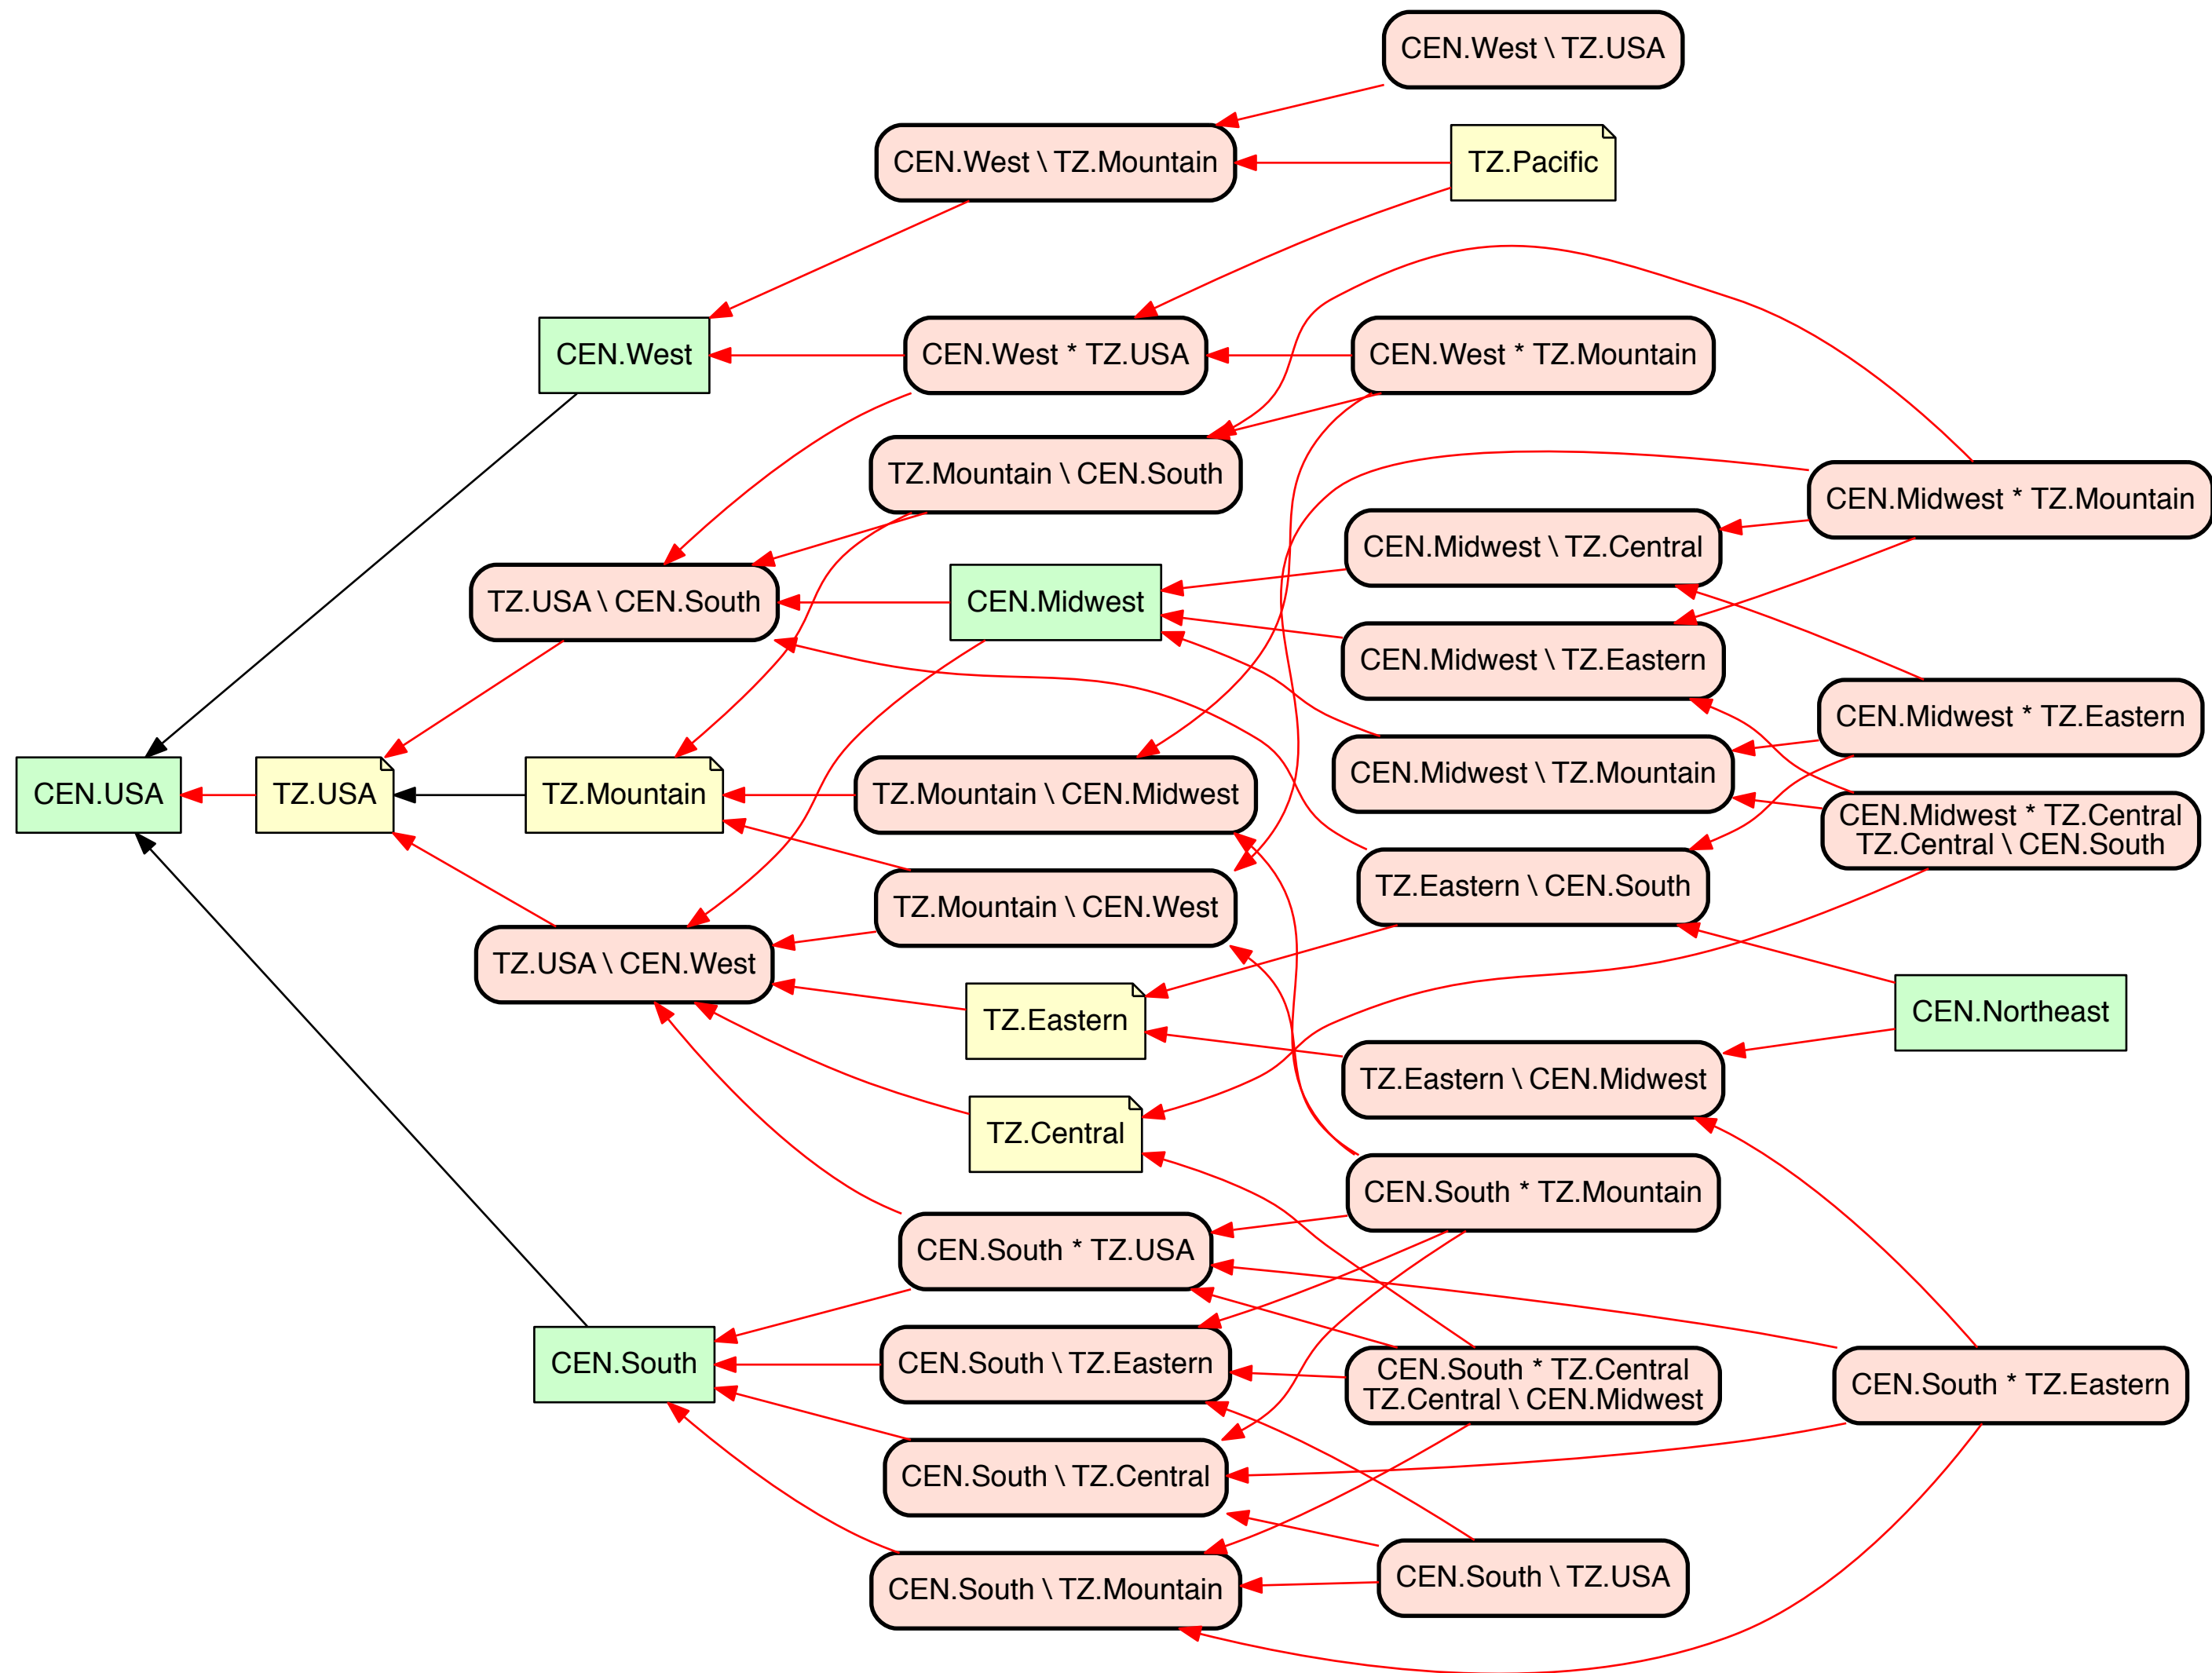 CEN.West \ TZ.USA
CEN.West \ TZ.Mountain
TZ.Pacific
CEN.West
CEN.West * TZ.USA
CEN.West * TZ.Mountain
TZ.Mountain \ CEN.South
CEN.Midwest * TZ.Mountain
CEN.Midwest \ TZ.Central
TZ.USA \ CEN.South
CEN.Midwest
CEN.Midwest \ TZ.Eastern
CEN.Midwest * TZ.Eastern
CEN.Midwest \ TZ.Mountain
CEN.USA
TZ.USA
TZ.Mountain
TZ.Mountain \ CEN.Midwest
CEN.Midwest * TZ.Central
TZ.Central \ CEN.South
TZ.Eastern \ CEN.South
TZ.Mountain \ CEN.West
TZ.USA \ CEN.West
TZ.Eastern
CEN.Northeast
TZ.Eastern \ CEN.Midwest
TZ.Central
CEN.South * TZ.Mountain
CEN.South * TZ.USA
CEN.South
CEN.South \ TZ.Eastern
CEN.South * TZ.Central
TZ.Central \ CEN.Midwest
CEN.South * TZ.Eastern
CEN.South \ TZ.Central
CEN.South \ TZ.USA
CEN.South \ TZ.Mountain